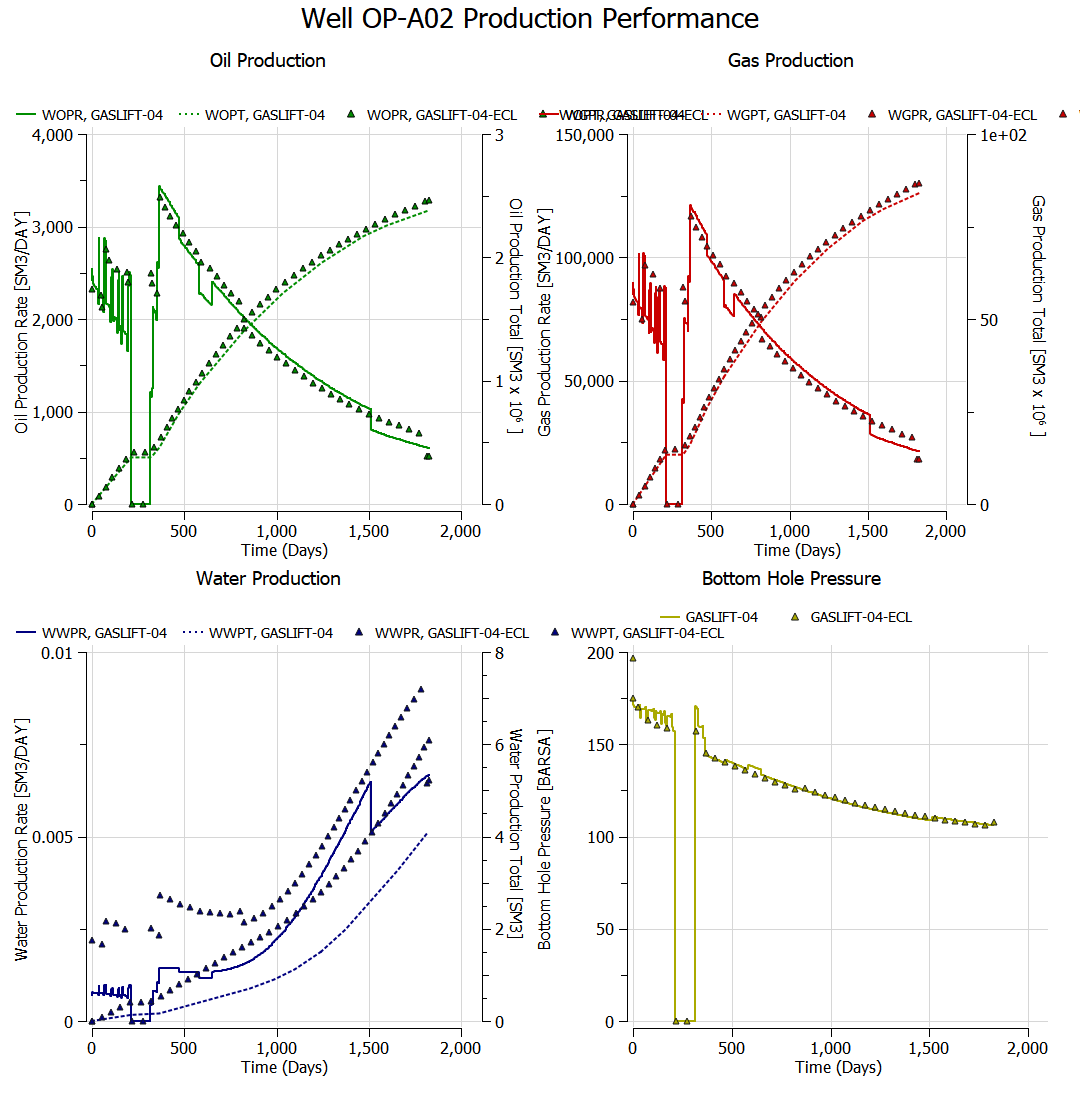 Well OP-A02 Production Performance
Oil Production
WOPR, GASLIFT-04 WOPT, GASLIFT-04 WOPR, GASLIFT-04-ECL WOPT, GASLIFT-04-ECL
4,000
3,000
2,000
1,000
0
Oil Production Rate [SM3/DAY]
3
2
1
0
Oil Production Total [SM3 x 10⁶ ]
0 500 1,000 1,500 2,000
Time (Days)
Gas Production
WGPR, GASLIFT-04 WGPT, GASLIFT-04 WGPR, GASLIFT-04-ECL W
150,000
100,000
50,000
0
Gas Production Rate [SM3/DAY]
1e+02
50
0
Gas Production Total [SM3 x 10⁶ ]
0 500 1,000 1,500 2,000
Time (Days)
Water Production
WWPR, GASLIFT-04 WWPT, GASLIFT-04 WWPR, GASLIFT-04-ECL WWPT, GASLIFT-04-ECL
0.01
0.005
0
Water Production Rate [SM3/DAY]
8
6
4
2
0
Water Production Total [SM3]
0 500 1,000 1,500 2,000
Time (Days)
Bottom Hole Pressure
GASLIFT-04 GASLIFT-04-ECL
200
150
100
50
0
Bottom Hole Pressure [BARSA]
0 500 1,000 1,500 2,000
Time (Days)